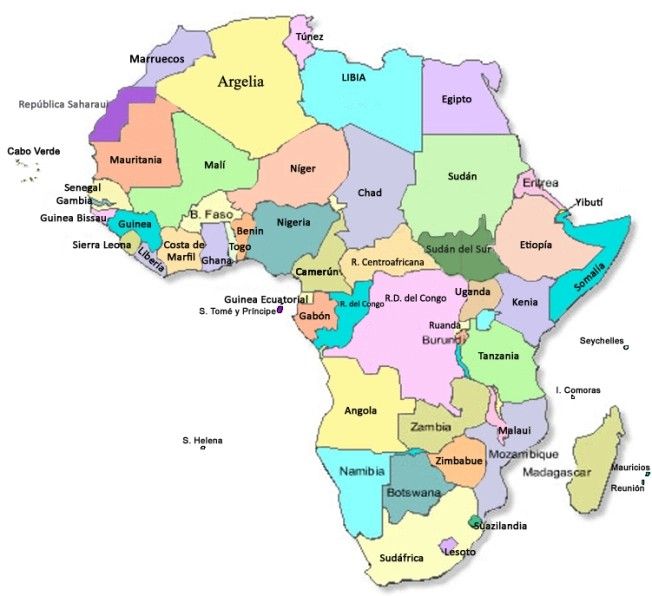 Túnez
Marruecos
Argelia
LIBIA
Egipto
República Saharaui
Cabo Verde
Mauritania
Malí
Níger
Chad
Sudán
Eritrea
Senegal
Gambia
Yibutí
Guinea Bissau
Guinea
B. Faso
Nigeria
Benin
Sierra Leona
Costa de
Marfil
Togo
Ghana
Liberia
Sudán del Sur
Etiopía
Somalia
Camerún
R. Centroafricana
Guinea Ecuatorial
S. Tomé y Príncipe
Gabón
R. del Congo
R.D. del Congo
Uganda
Kenia
Ruanda
Burundi
Seychelles
Tanzania
I. Comoras
Angola
Zambia
Malaui
S. Helena
Mozambique
Zimbabue
Madagascar
Mauricios
Reunión
Namibia
Botswana
Suazilandia
Lesoto
Sudáfrica